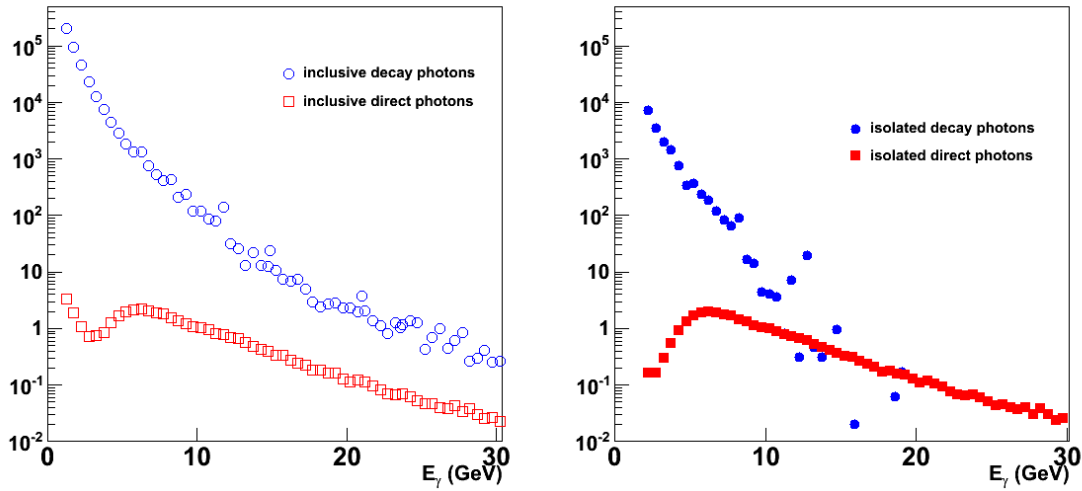 10^5
10^4
10^3
10^2
10
1
10^-1
10^-2
0 10 20 30
E_γ (GeV)
inclusive decay photons
inclusive direct photons
10^5
10^4
10^3
10^2
10
1
10^-1
10^-2
0 10 20 30
E_γ (GeV)
isolated decay photons
isolated direct photons